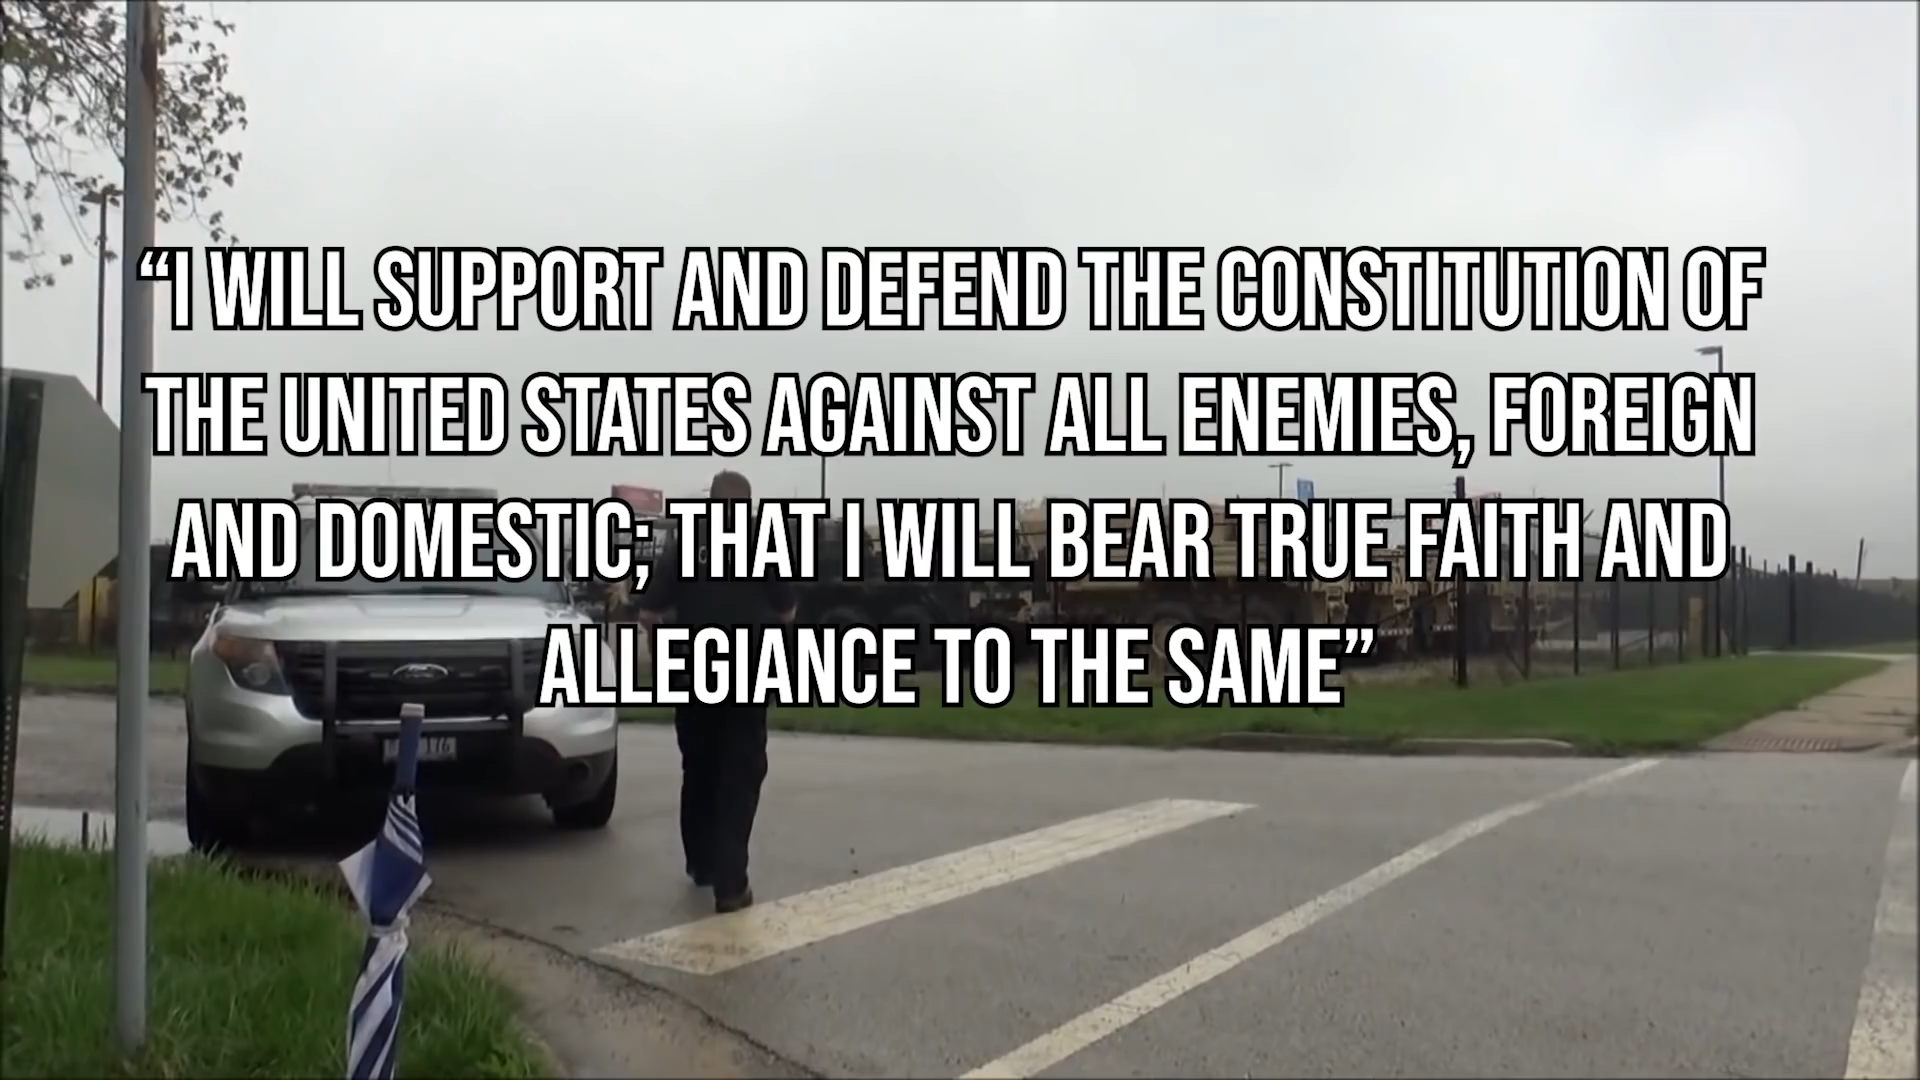 “I WILL SUPPORT AND DEFEND THE CONSTITUTION OF
THE UNITED STATES AGAINST ALL ENEMIES, FOREIGN
AND DOMESTIC; THAT I WILL BEAR TRUE FAITH AND
ALLEGIANCE TO THE SAME”
Ford